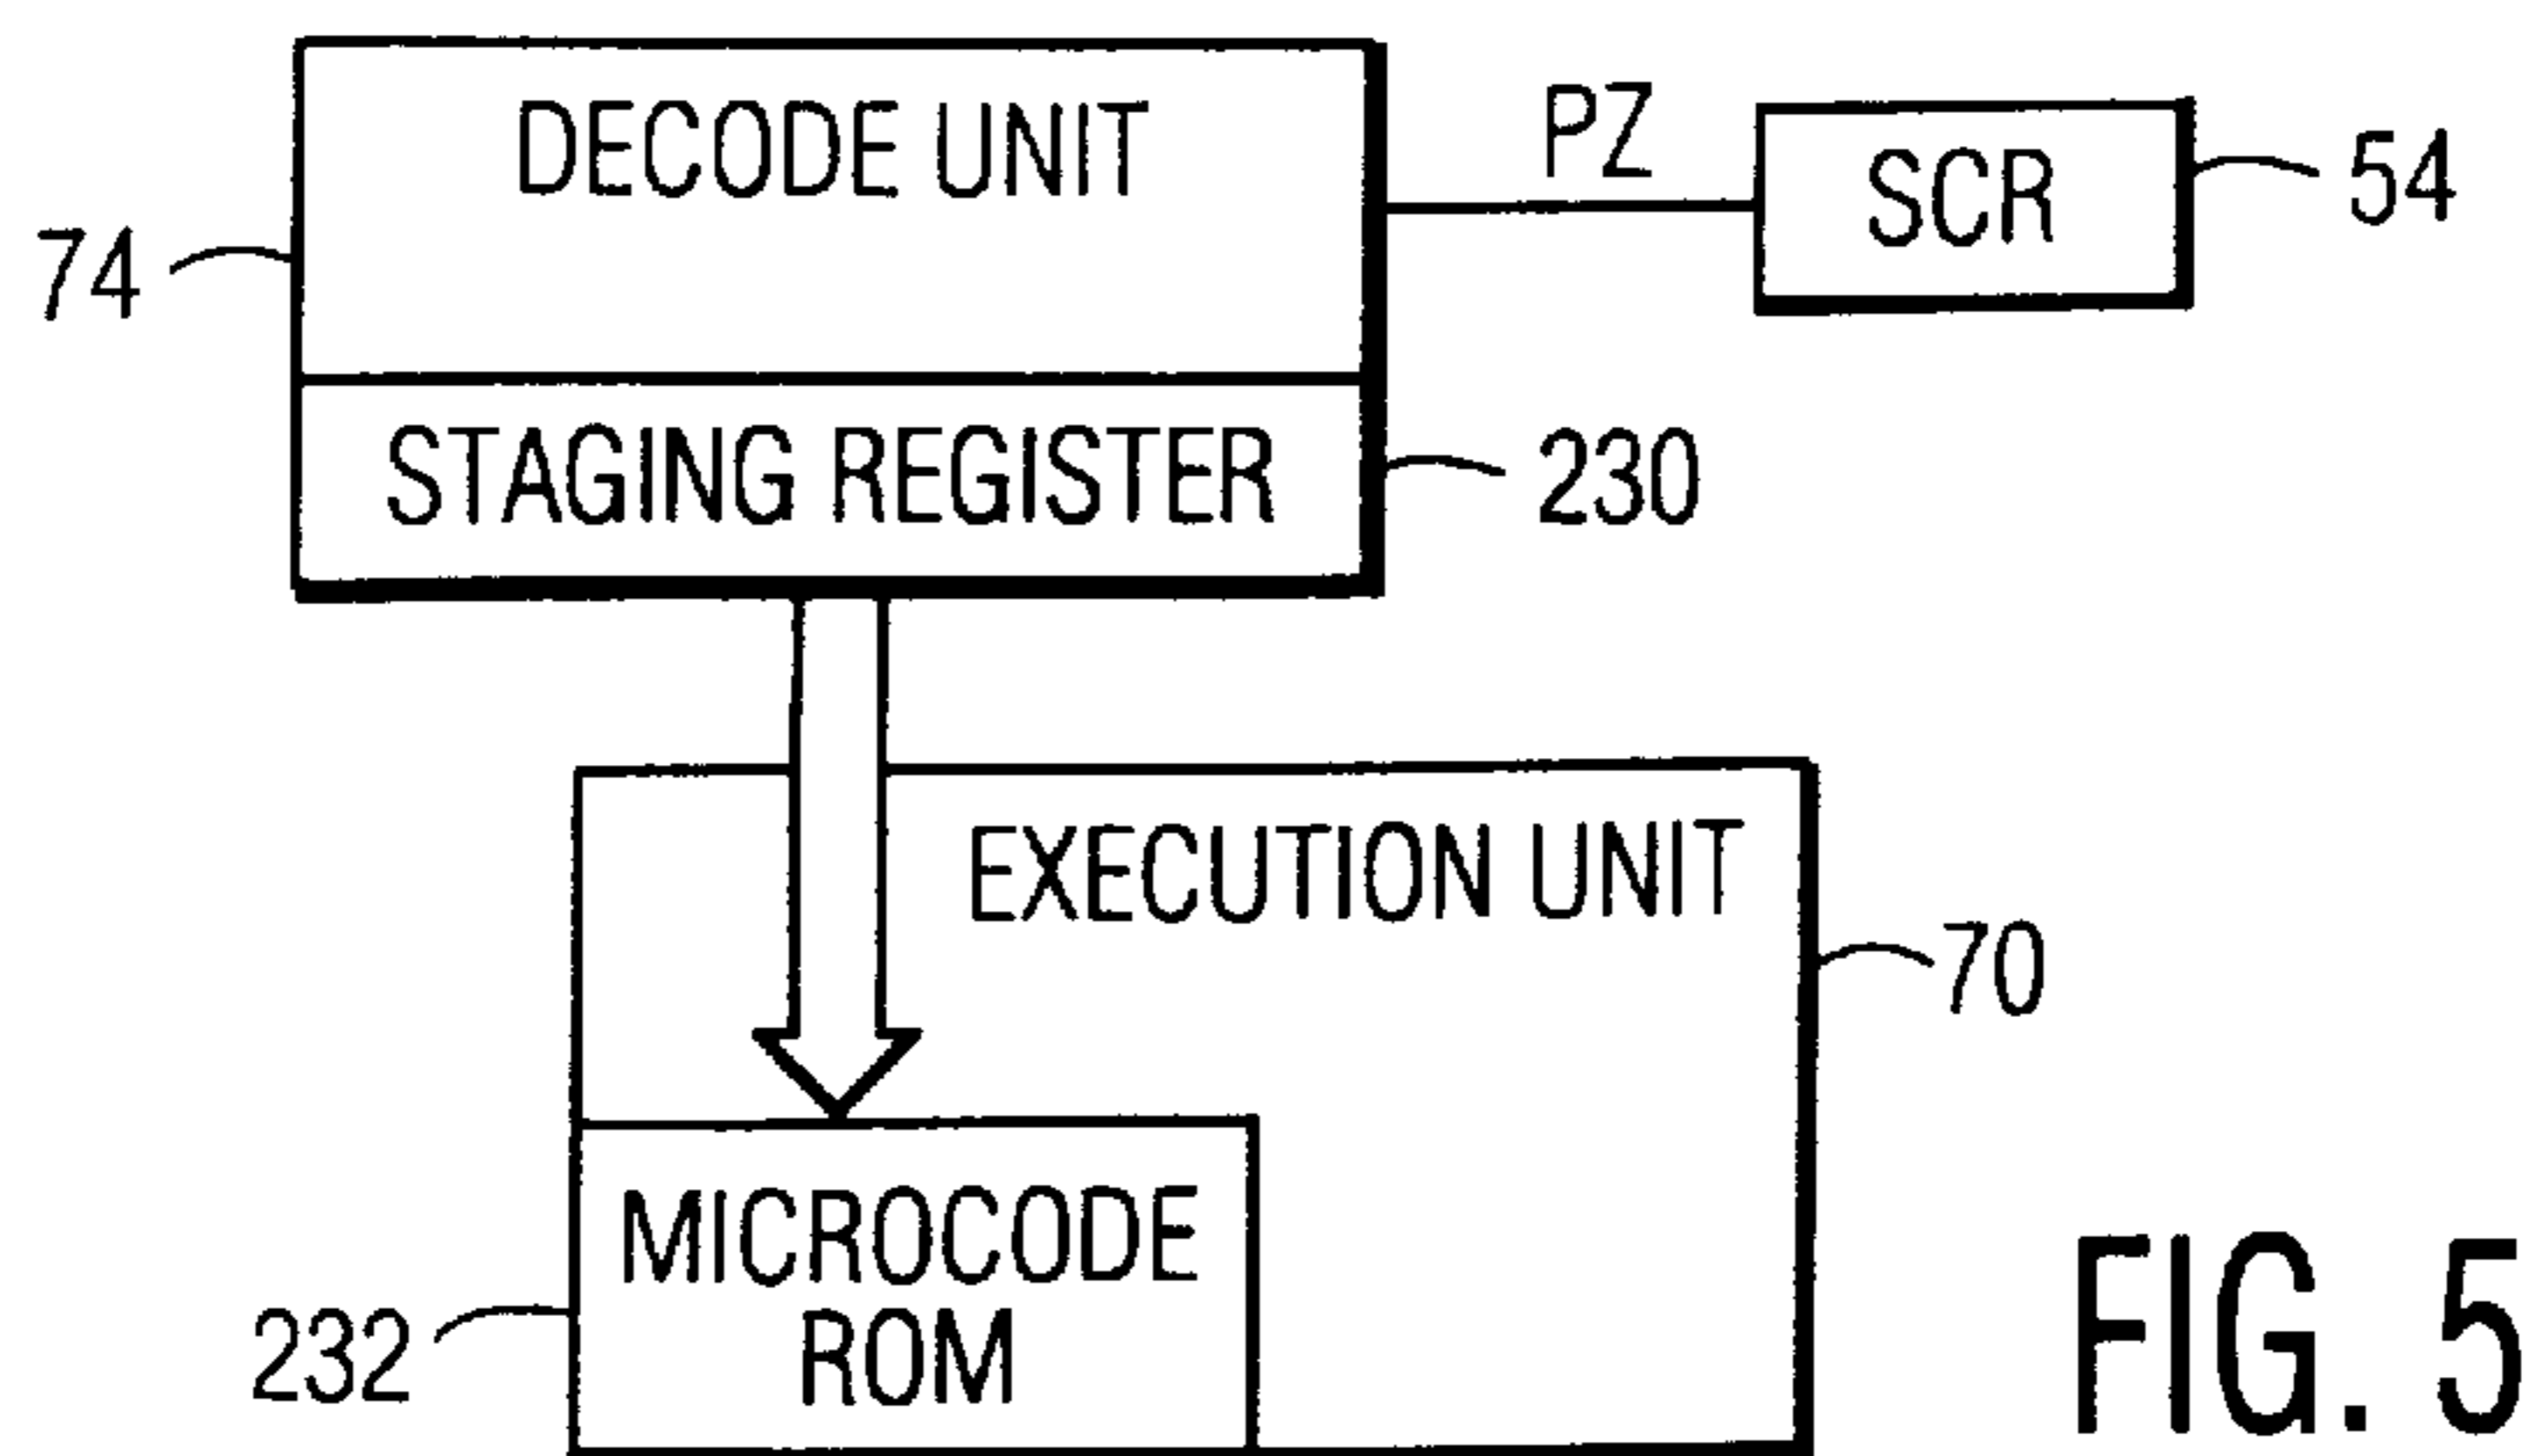 DECODE UNIT
PZ
SCR
54
74
STAGING REGISTER
230
EXECUTION UNIT
70
MICROCODE
ROM
232
FIG. 5